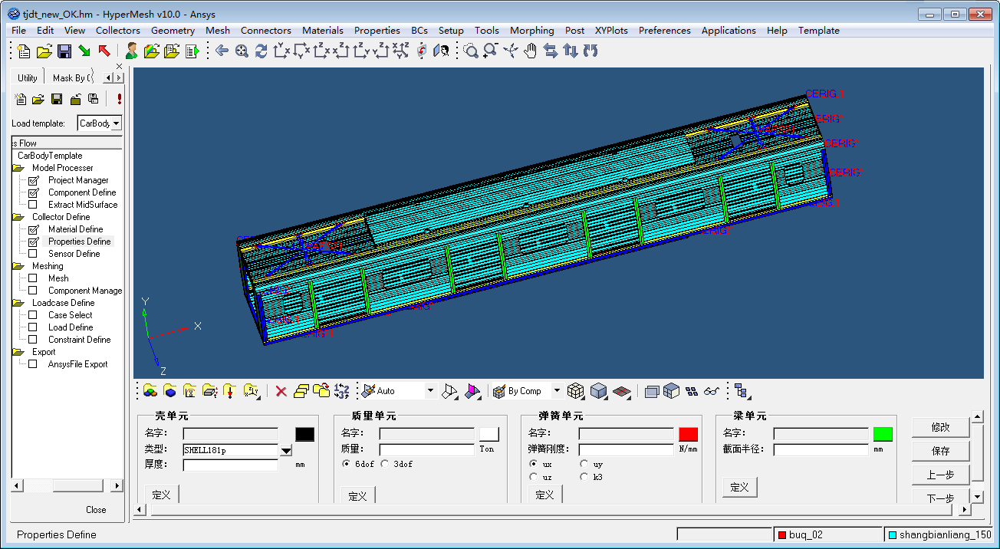 tjdt_new_OK.hm - HyperMesh v10.0 - Ansys
File Edit View Collectors Geometry Mesh Connectors Materials Properties BCs Setup Tools Morphing Post XYPlots Preferences Applications Help Template
Utility Mask By C
Load template: CarBody
s Flow
CarBodyTemplate
Model Processer
Project Manager
Component Define
Extract MidSurface
Collector Define
Material Define
Properties Define
Sensor Define
Meshing
Mesh
Component Manage
Loadcase Define
Case Select
Load Define
Constraint Define
Export
AnsysFile Export
Close
CERIG.1
Y
X
Z
Auto
By Comp
壳单元
名字:
类型: SHELL181p
厚度: mm
定义
质量单元
名字:
质量: Ton
6dof 3dof
定义
弹簧单元
名字:
弹簧刚度: N/mm
ux uy
uz k3
定义
梁单元
名字:
截面半径: mm
定义
修改
保存
上一步
下一步
Properties Define
buq_02
shangbianliang_150